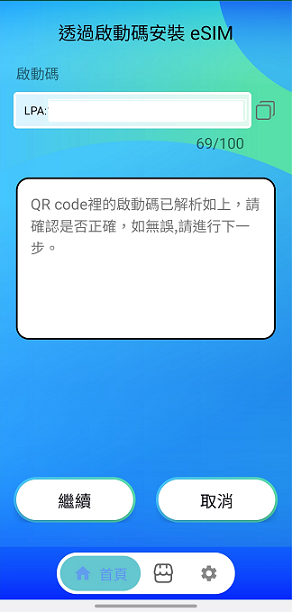 透過啟動碼安裝 eSIM
啟動碼
LPA:
69/100
QR code裡的啟動碼已解析如上，請
確認是否正確，如無誤,請進行下一
步。
繼續
取消
首頁